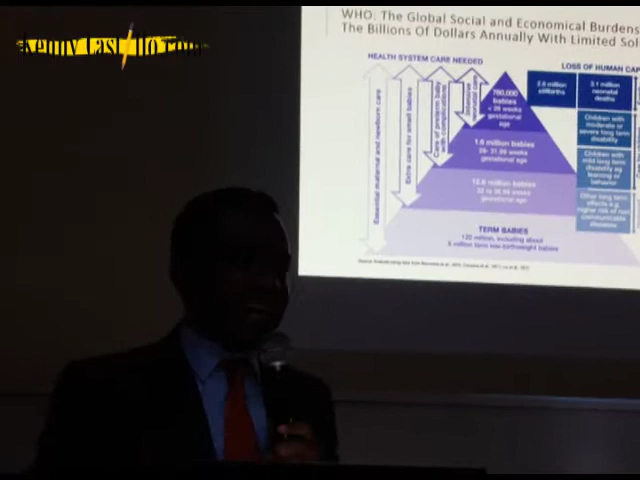 WHO: The Global Social and Economical Burdens
The Billions Of Dollars Annually With Limited Sol
HEALTH SYSTEM CARE NEEDED
LOSS OF HUMAN CAP
Essential maternal and newborn care
Extra care for small babies
Care of preterm baby
with complications
Intensive
neonatal care
780,000
babies
< 28 weeks
gestational
age
1.6 million babies
28- 31.99 weeks
gestational age
12.6 million babies
32 to 36.99 weeks
gestational age
TERM BABIES
120 million, including about
million term low-birthweight babies
million
stillbirths
3.1 million
neonatal
deaths
Children with
moderate or
severe long term
disability
Children with
mild long term
disability eg
learning or
behavior
Other long term
effects e.g.
higher risk of non
communicable
diseases